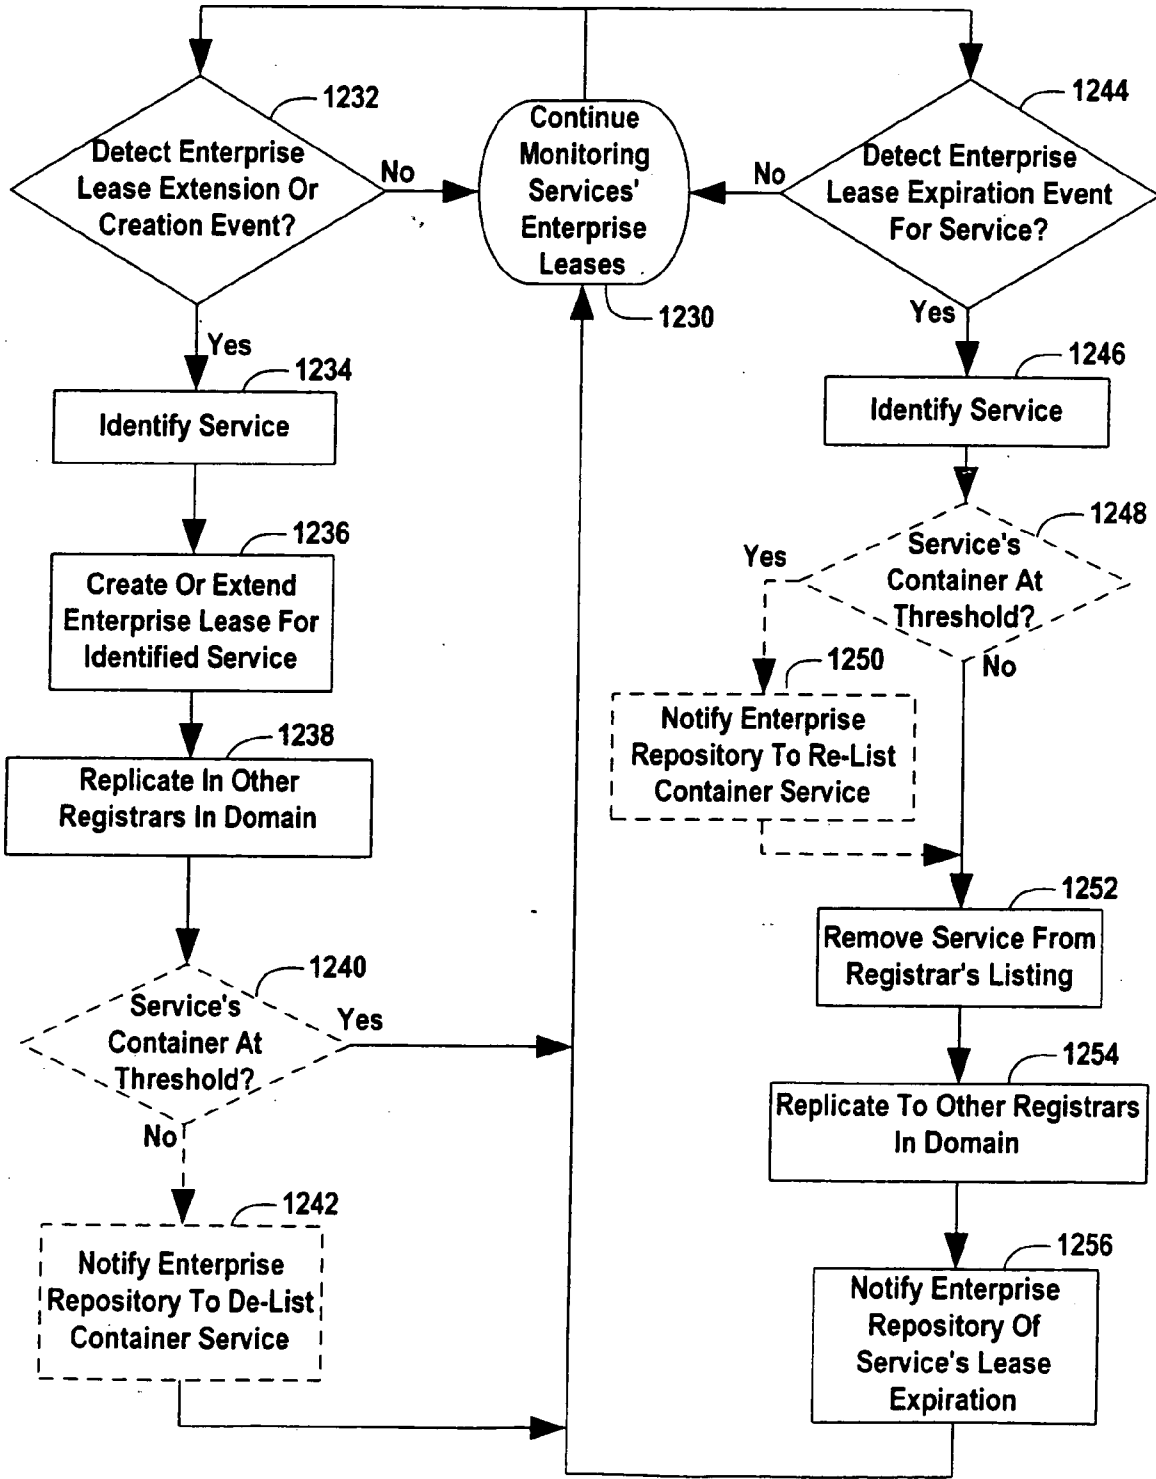 1232
Detect Enterprise
Lease Extension Or
Creation Event?
No
Yes
1234
Identify Service
1236
Create Or Extend
Enterprise Lease For
Identified Service
1238
Replicate In Other
Registrars In Domain
1240
Service's
Container At
Threshold?
Yes
No
1242
Notify Enterprise
Repository To De-List
Container Service
Continue
Monitoring
Services'
Enterprise
Leases
1230
1244
Detect Enterprise
Lease Expiration Event
For Service?
No
Yes
1246
Identify Service
1248
Service's
Container At
Threshold?
Yes
No
1250
Notify Enterprise
Repository To Re-List
Container Service
1252
Remove Service From
Registrar's Listing
1254
Replicate To Other Registrars
In Domain
1256
Notify Enterprise
Repository Of
Service's Lease
Expiration